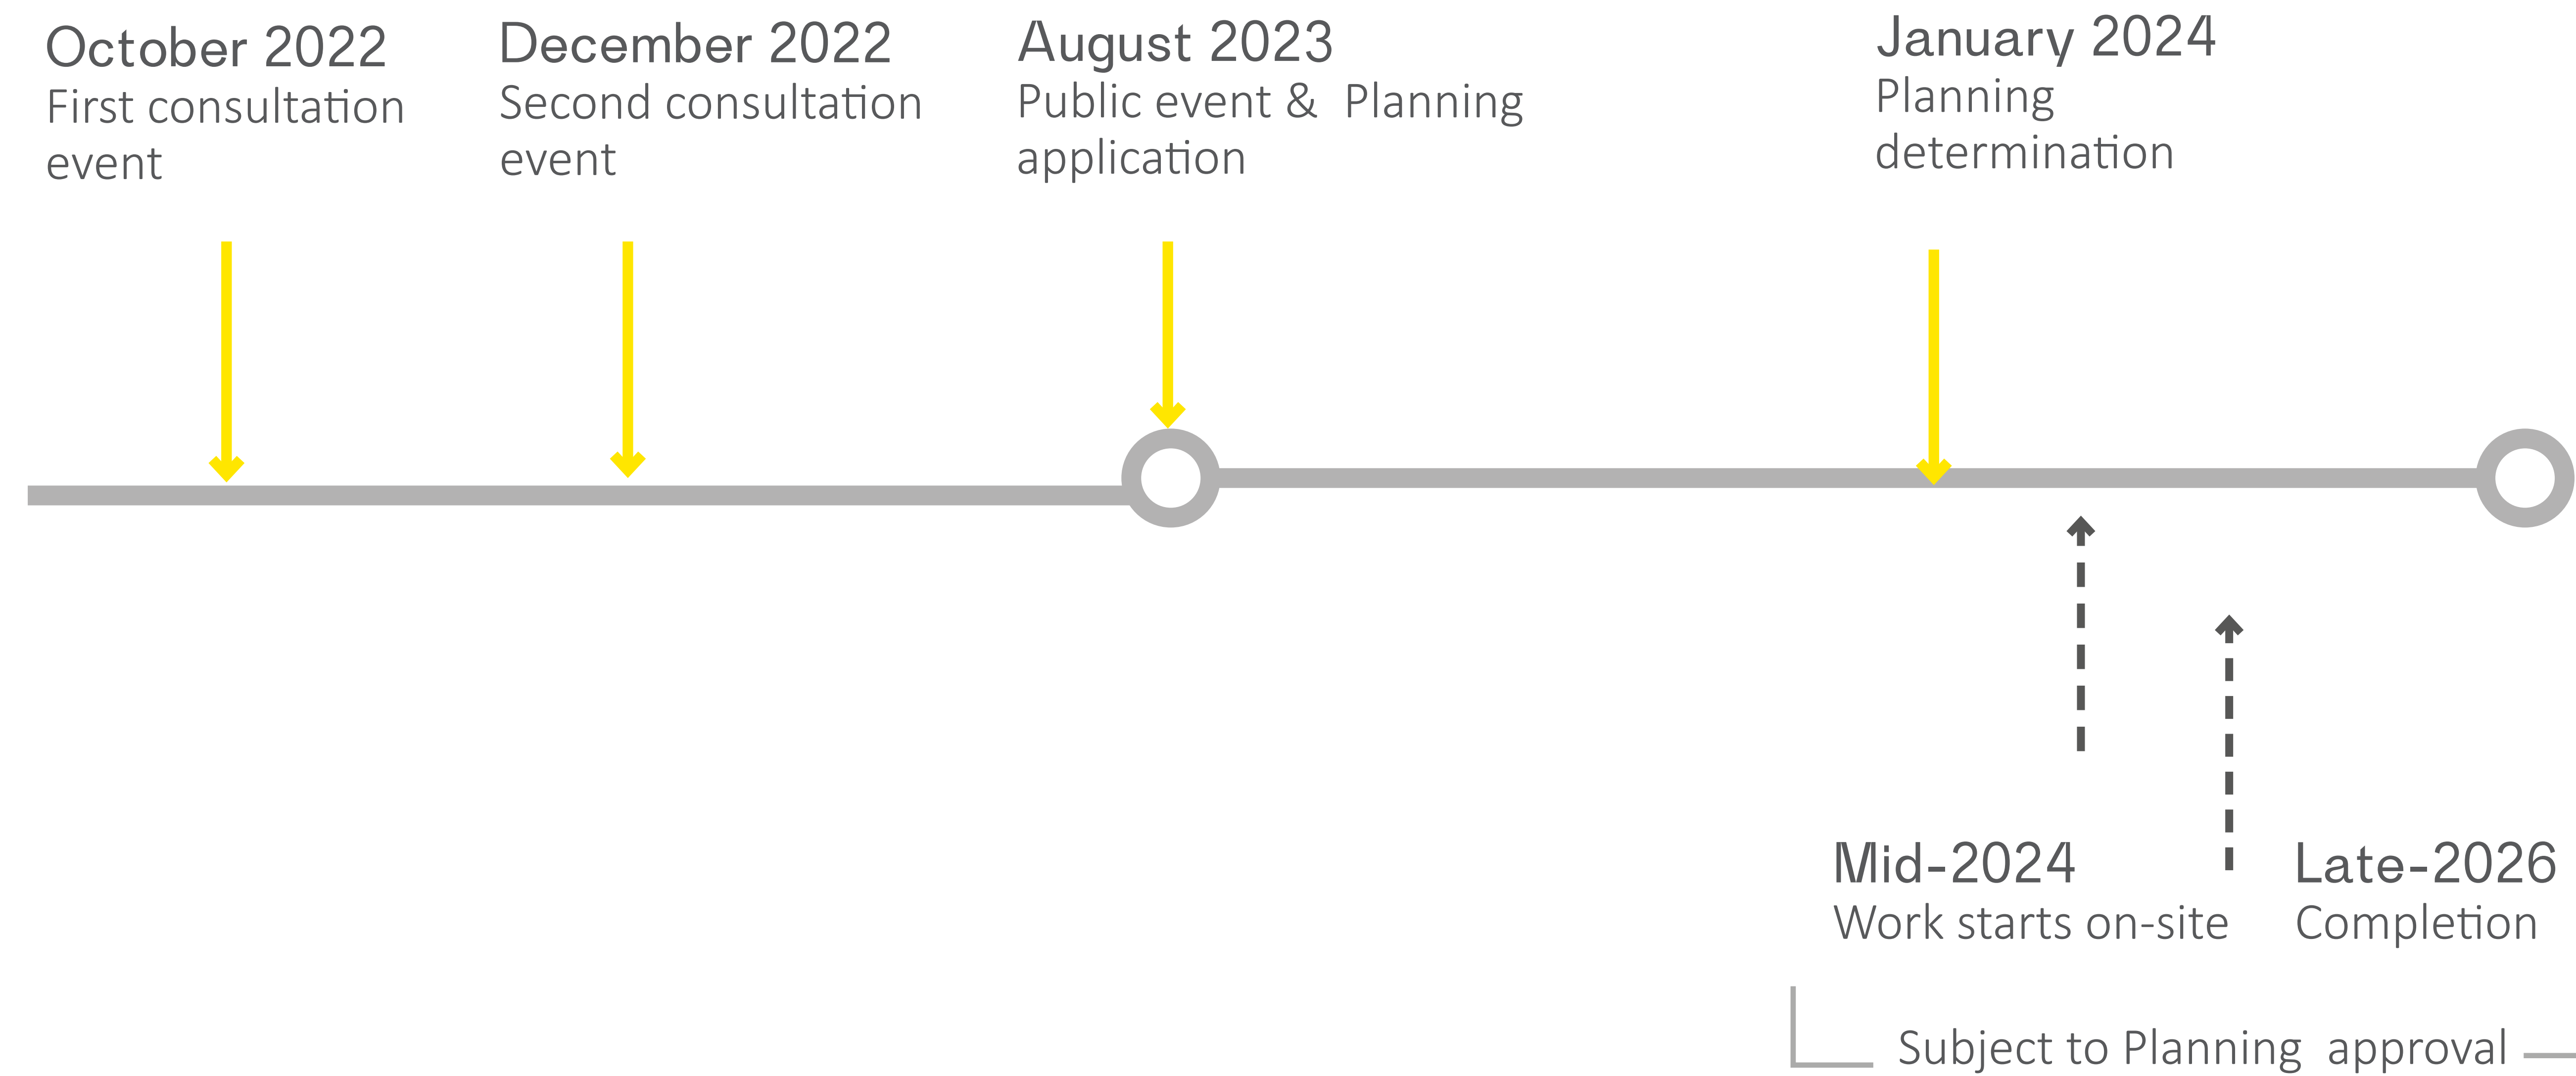 October 2022
First consultation
event
December 2022
Second consultation
event
August 2023
Public event &  Planning
application
January 2024
Planning
determination
Mid-2024
Work starts on-site
Late-2026
Completion
Subject to Planning  approval